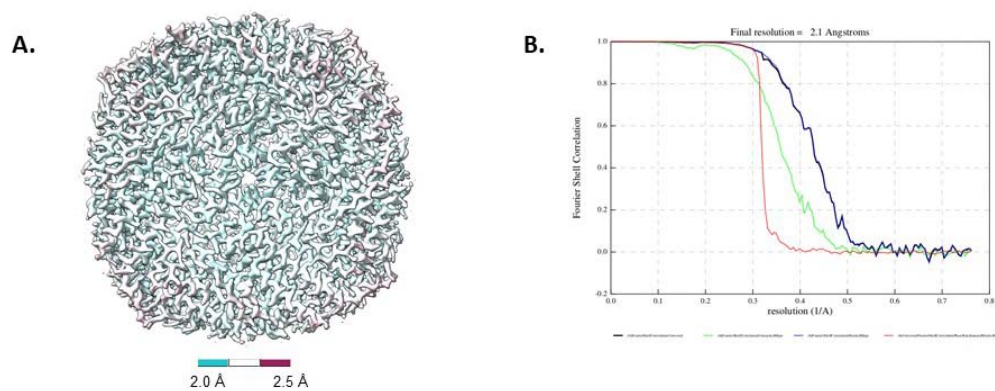 A.
2.0 Å 2.5 Å
B.
Final resolution = 2.1 Angstroms
Fourier Shell Correlation
1.0
0.8
0.6
0.4
0.2
0.0
-0.2
0.0 0.1 0.2 0.3 0.4 0.5 0.6 0.7 0.8
resolution (1/A)